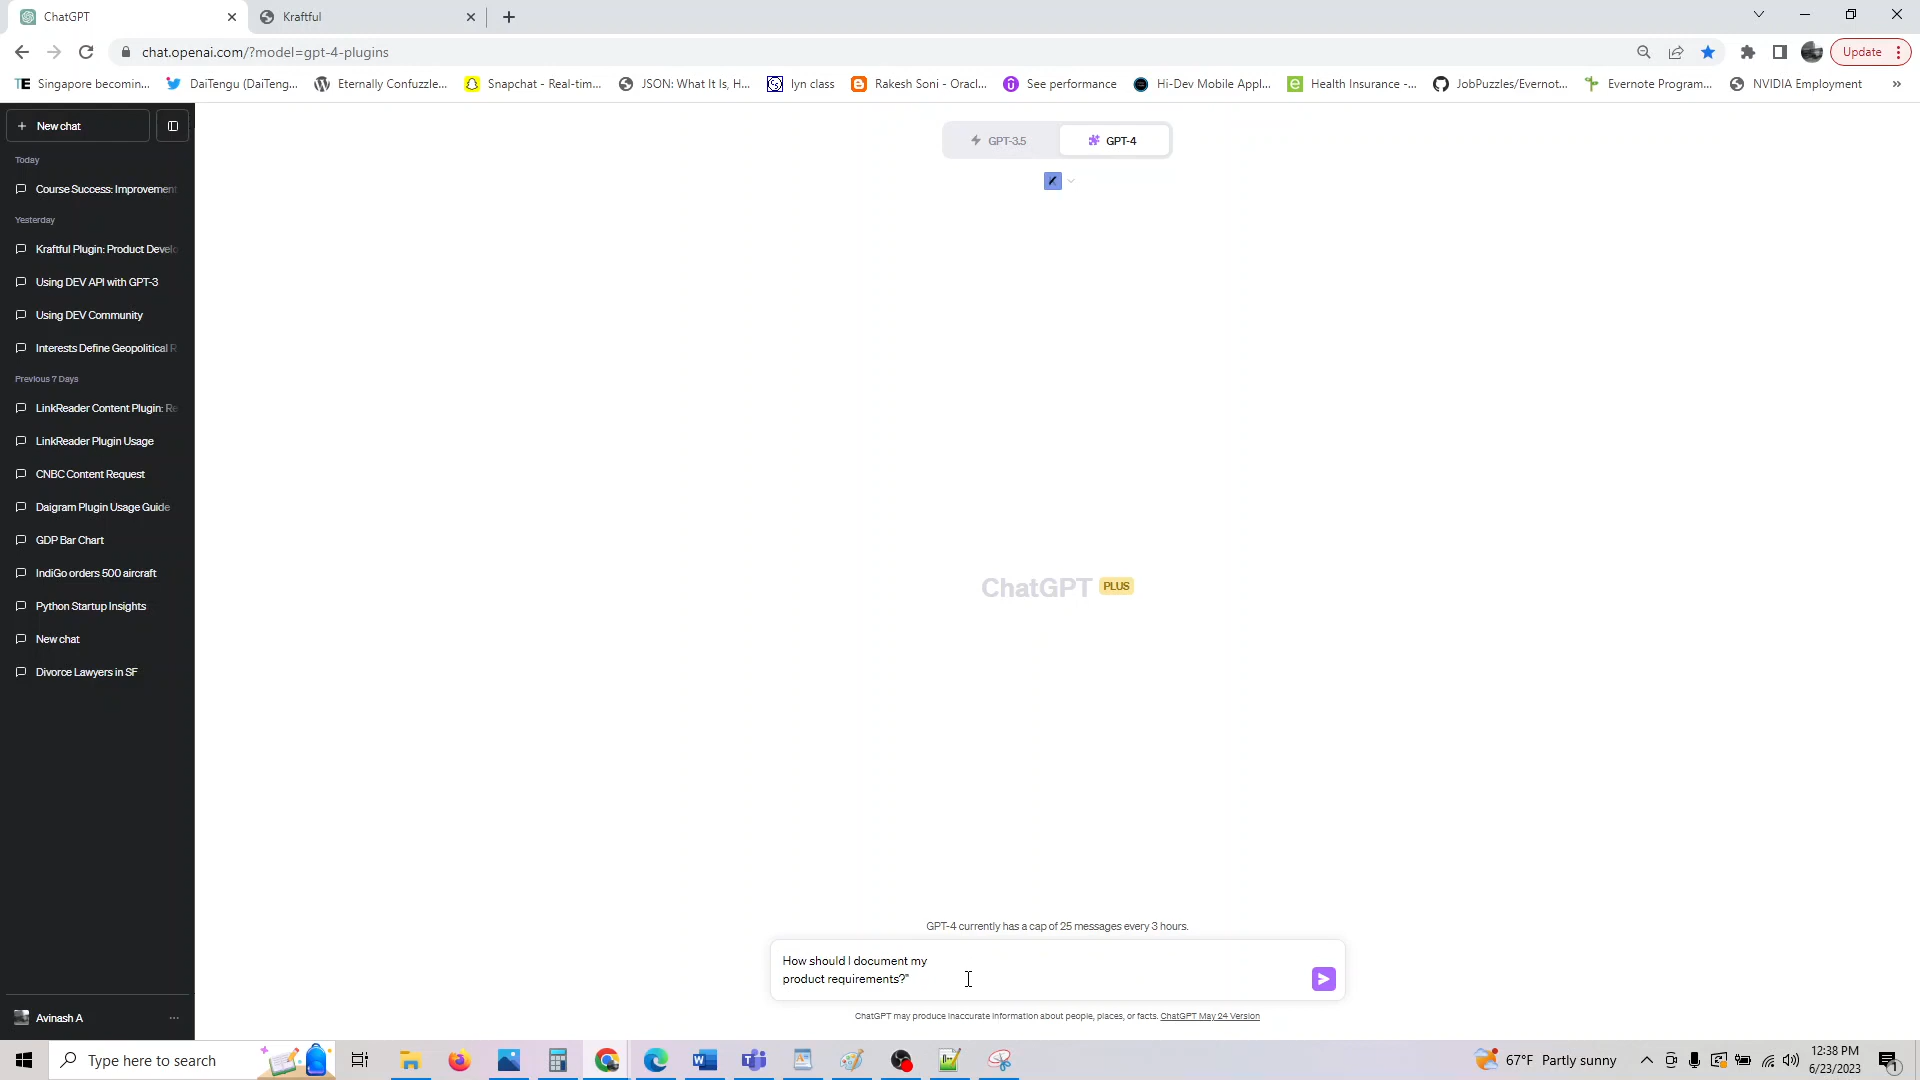 ChatGPT
Kraftful
chat.openai.com/?model=gpt-4-plugins
Update
TE Singapore becomin...
DaiTengu (DaiTeng...
Eternally Confuzzle...
Snapchat - Real-tim...
JSON: What It Is, H...
lyn class
Rakesh Soni - Oracl...
See performance
Hi-Dev Mobile Appl...
Health Insurance -...
JobPuzzles/Evernot...
Evernote Program...
NVIDIA Employment
New chat
Today
Course Success: Improvement
Yesterday
Kraftful Plugin: Product Develo
Using DEV API with GPT-3
Using DEV Community
Interests Define Geopolitical R
Previous 7 Days
LinkReader Content Plugin: Re
LinkReader Plugin Usage
CNBC Content Request
Daigram Plugin Usage Guide
GDP Bar Chart
IndiGo orders 500 aircraft
Python Startup Insights
New chat
Divorce Lawyers in SF
Avinash A
GPT-3.5
GPT-4
ChatGPT PLUS
GPT-4 currently has a cap of 25 messages every 3 hours.
How should I document my
product requirements?"
ChatGPT may produce inaccurate information about people, places, or facts. ChatGPT May 24 Version
Type here to search
67°F Partly sunny
12:38 PM
6/23/2023
1